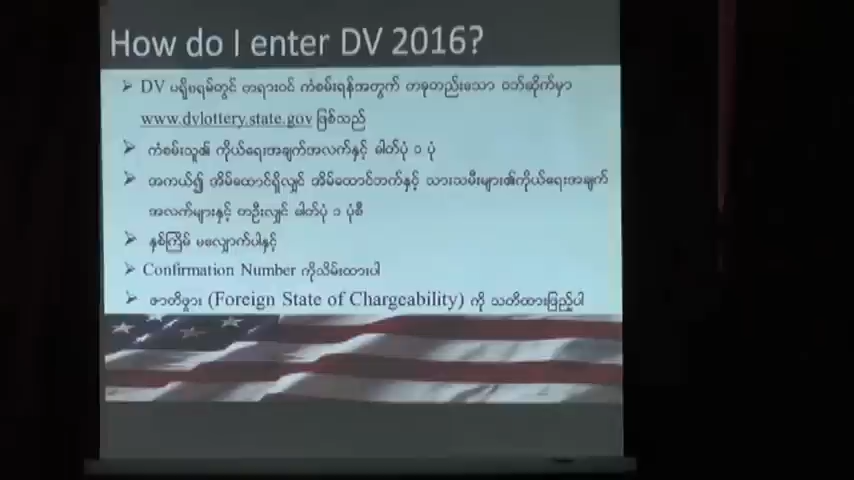 How do I enter DV 2016?
➢ DV ပရိုဂရမ်တွင် တရားဝင် ကံစမ်းရန်အတွက် တခုတည်းသော ဝဘ်ဆိုက်မှာ
www.dvlottery.state.gov ဖြစ်သည်
➢ ကံစမ်းသူ၏ ကိုယ်ရေးအချက်အလက်နှင့် ဓါတ်ပုံ ၁ ပုံ
➢ အကယ်၍ အိမ်ထောင်ရှိလျှင် အိမ်ထောင်ဘက်နှင့် သားသမီးများ၏ကိုယ်ရေးအချက်
အလက်များနှင့် တဦးလျှင် ဓါတ်ပုံ ၁ ပုံစီ
➢ နှစ်ကြိမ် မလျှောက်ပါနှင့်
➢ Confirmation Number ကိုသိမ်းထားပါ
➢ ဇာတိဖွား (Foreign State of Chargeability) ကို သတိထားဖြည့်ပါ